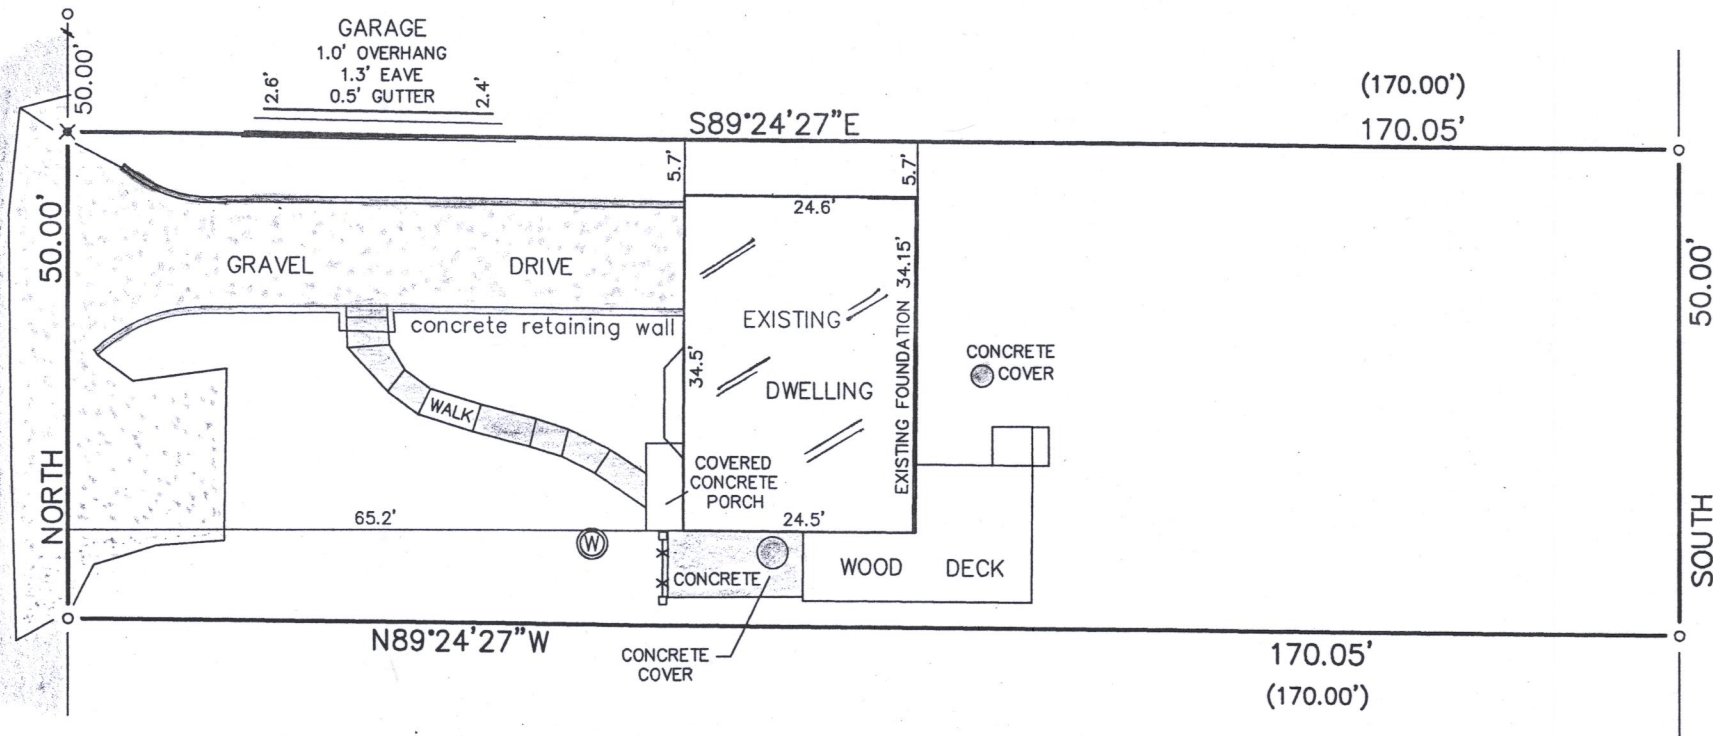 50.00'
GARAGE
1.0' OVERHANG
1.3' EAVE
0.5' GUTTER
2.6'
2.4'
S89°24'27"E
(170.00')
170.05'
5.7'
5.7'
50.00'
24.6'
GRAVEL DRIVE
34.15'
50.00'
EXISTING
concrete retaining wall
34.5'
CONCRETE
COVER
DWELLING
WALK
EXISTING FOUNDATION
COVERED
CONCRETE
PORCH
NORTH
65.2'
24.5'
SOUTH
W
CONCRETE
WOOD DECK
N89°24'27"W
CONCRETE
COVER
170.05'
(170.00')